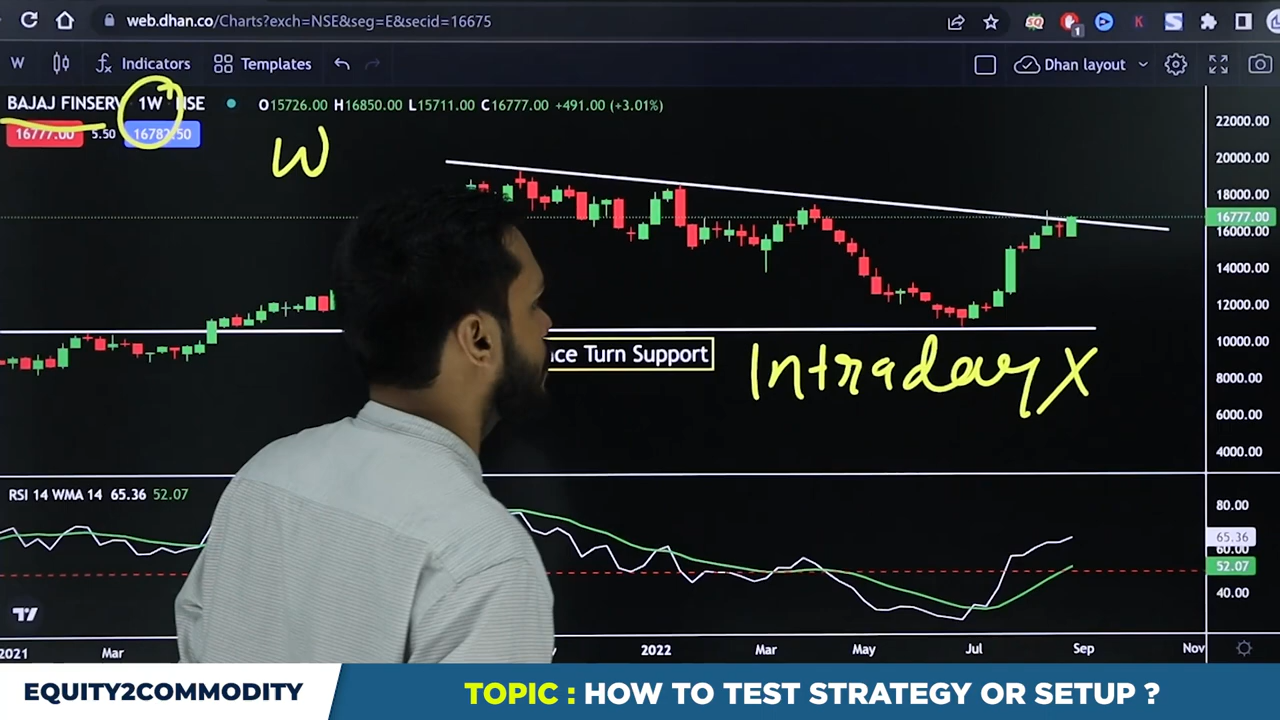 web.dhan.co/Charts?exch=NSE&seg=E&secid=16675
W Indicators Templates Dhan layout
BAJAJ FINSERV 1W NSE O15726.00 H16850.00 L15711.00 C16777.00 +491.00 (+3.01%)
16777.00 5.50 16782.50
W
22000.00
20000.00
18000.00
16777.00
16000.00
14000.00
12000.00
10000.00
8000.00
6000.00
4000.00
Turn Support
Intraday X
RSI 14 WMA 14 65.36 52.07
80.00
65.36
60.00
52.07
40.00
2021 Mar 2022 Mar May Jul Sep Nov
EQUITY2COMMODITY
TOPIC : HOW TO TEST STRATEGY OR SETUP ?